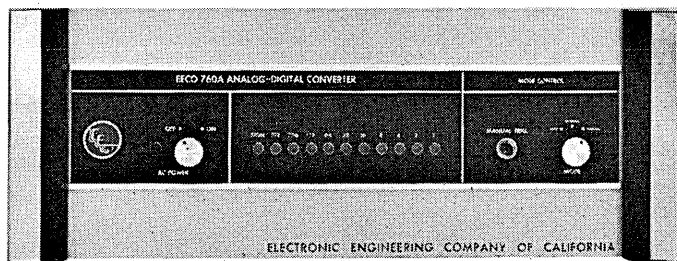 EECO 760A ANALOG-DIGITAL CONVERTER
MODE CONTROL
OFF
ON
AC POWER
SIGN
MANUAL TRIG.
MODE
ELECTRONIC ENGINEERING COMPANY OF CALIFORNIA